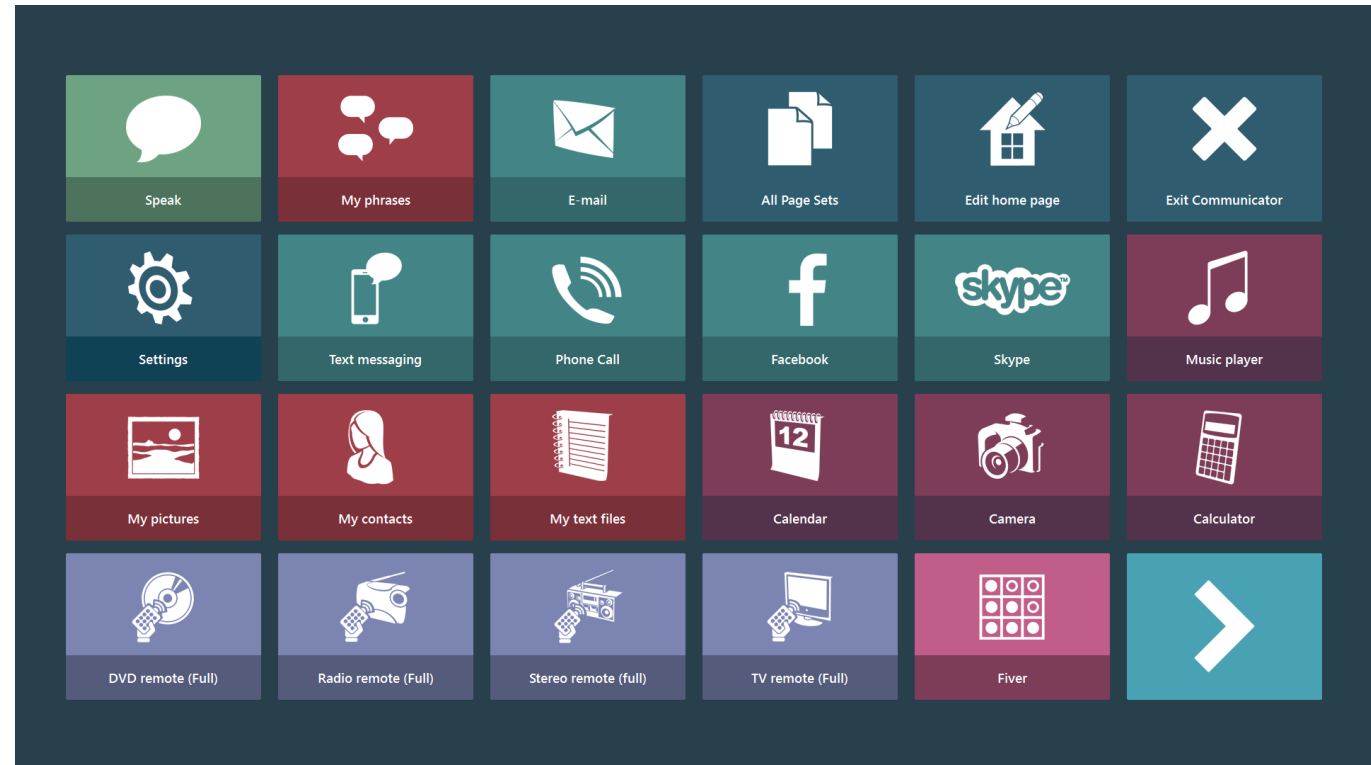 Speak
My phrases
E-mail
All Page Sets
Edit home page
Exit Communicator
skype™
12
Settings
Text messaging
Phone Call
Facebook
Skype
Music player
My pictures
My contacts
My text files
Calendar
Camera
Calculator
DVD remote (Full)
Radio remote (Full)
Stereo remote (full)
TV remote (Full)
Fiver